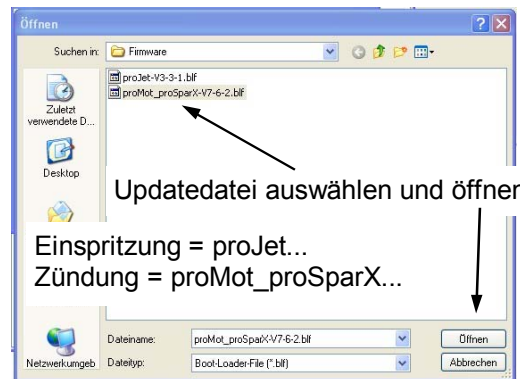 Öffnen
Suchen in: Firmware
proJet-V3-3-1.blf
proMot_proSparX-V7-6-2.blf
Zuletzt
verwendete D...
Desktop
Updatedatei auswählen und öffnen
Einspritzung = proJet...
Zündung = proMot_proSparX...
Netzwerkumgeb
Dateiname: proMot_proSparX-V7-6-2.blf Öffnen
Dateityp: Boot-Loader-File (*.blf) Abbrechen